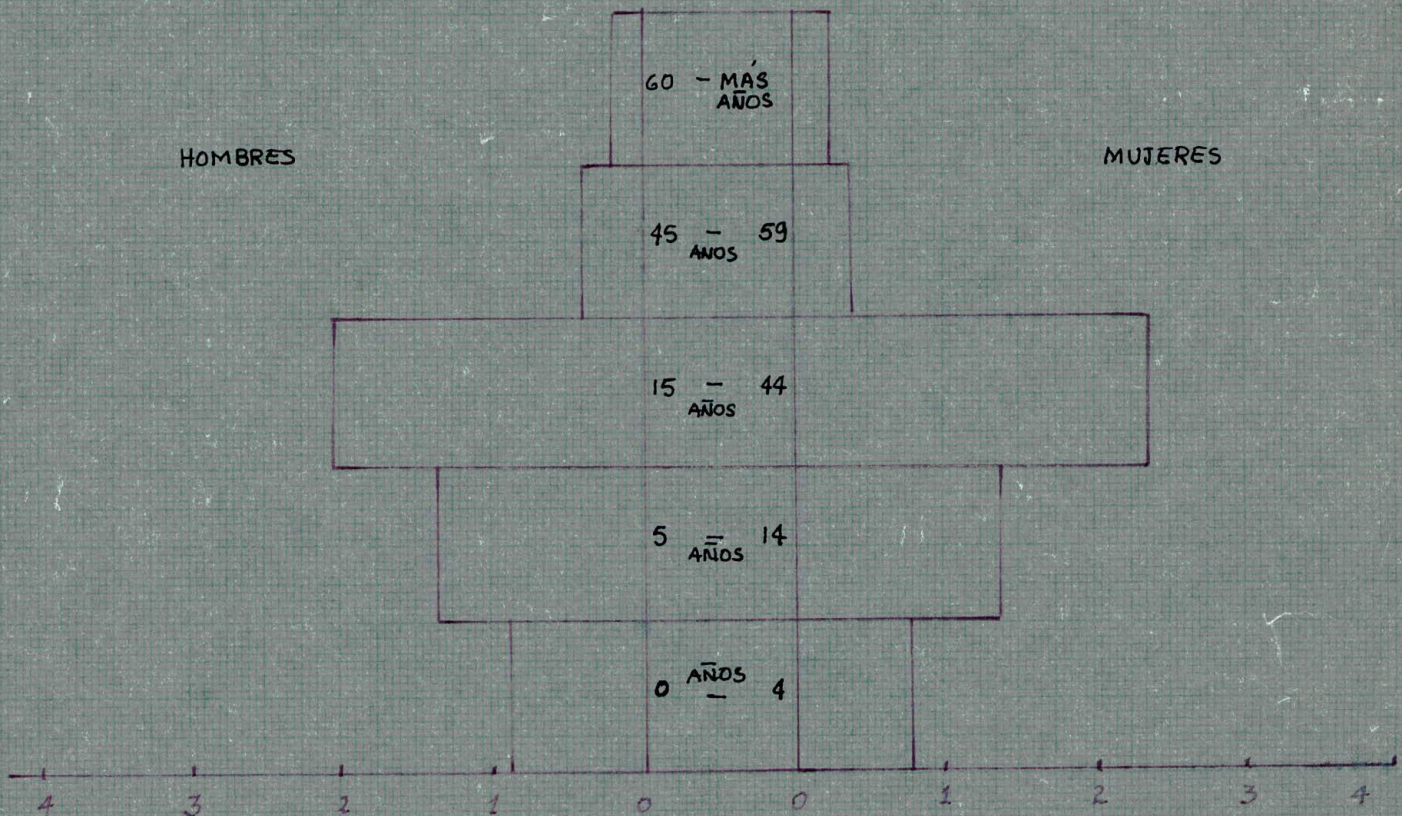 60 - MÁS
AÑOS
HOMBRES
MUJERES
45 - 59
AÑOS
15 - 44
AÑOS
5 - 14
AÑOS
AÑOS
0 - 4
4 3 2 1 0 0 1 2 3 4